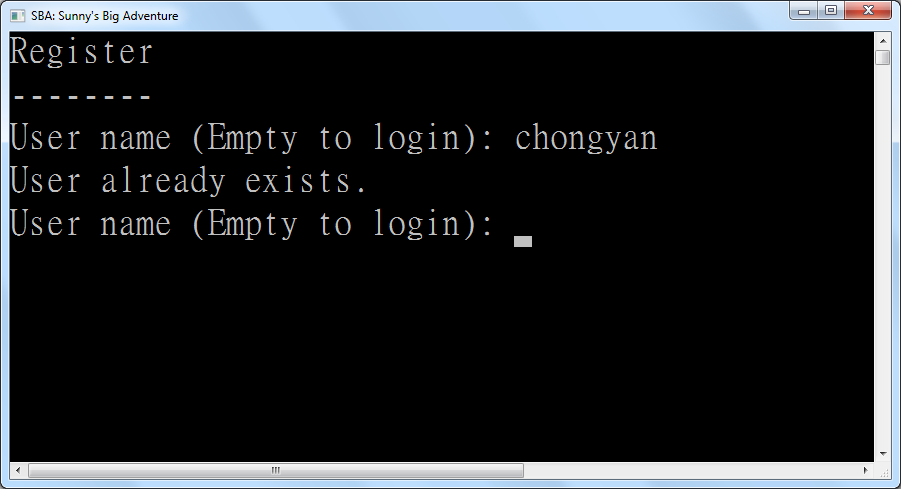 SBA: Sunny's Big Adventure
Register
--------
User name (Empty to login): chongyan
User already exists.
User name (Empty to login):